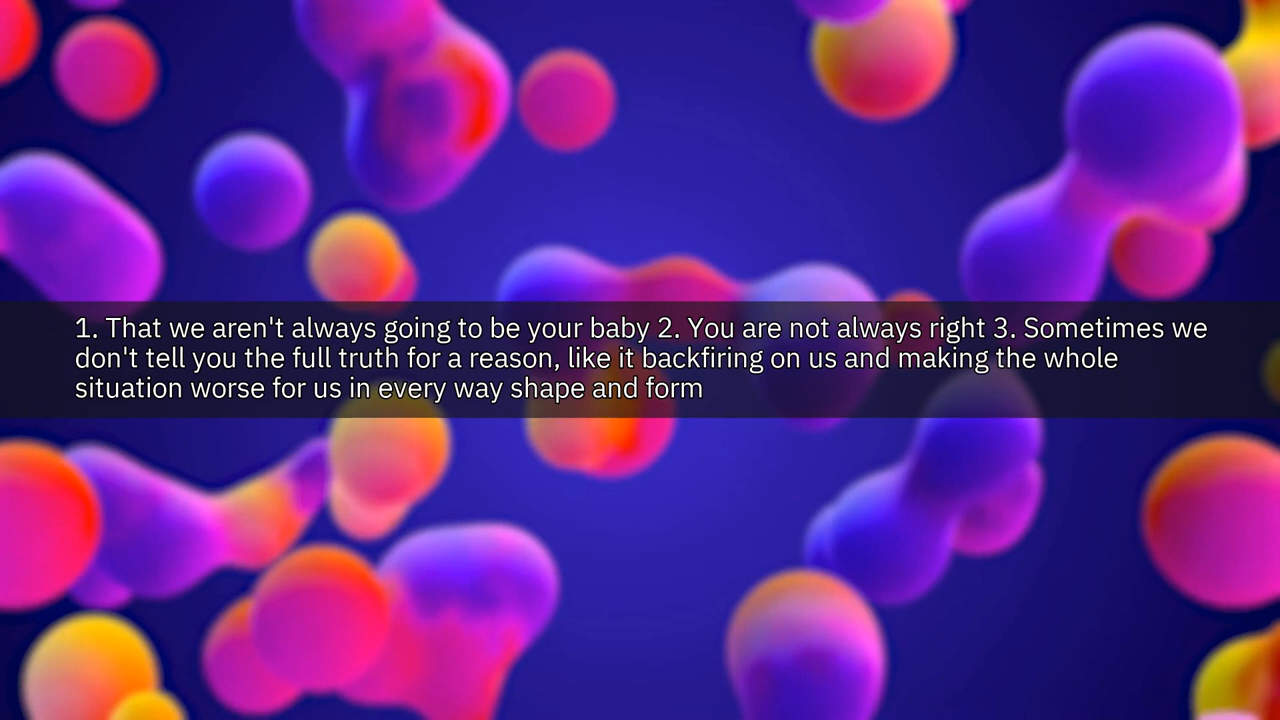 1. That we aren't always going to be your baby 2. You are not always right 3. Sometimes we
don't tell you the full truth for a reason, like it backfiring on us and making the whole
situation worse for us in every way shape and form